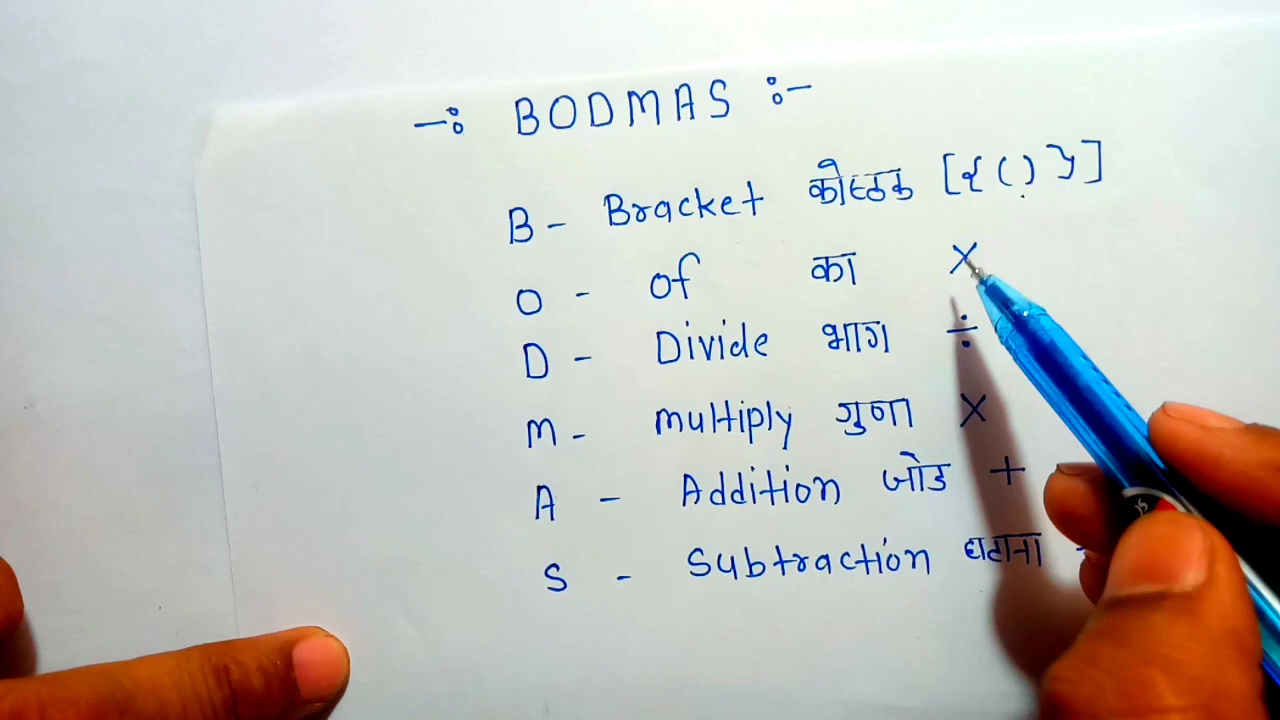 -: BODMAS :-
B - Bracket कोष्ठक [{()}]
O - of का ×
D - Divide भाग ÷
M - multiply गुणा ×
A - Addition जोड +
S - Subtraction घटाना -